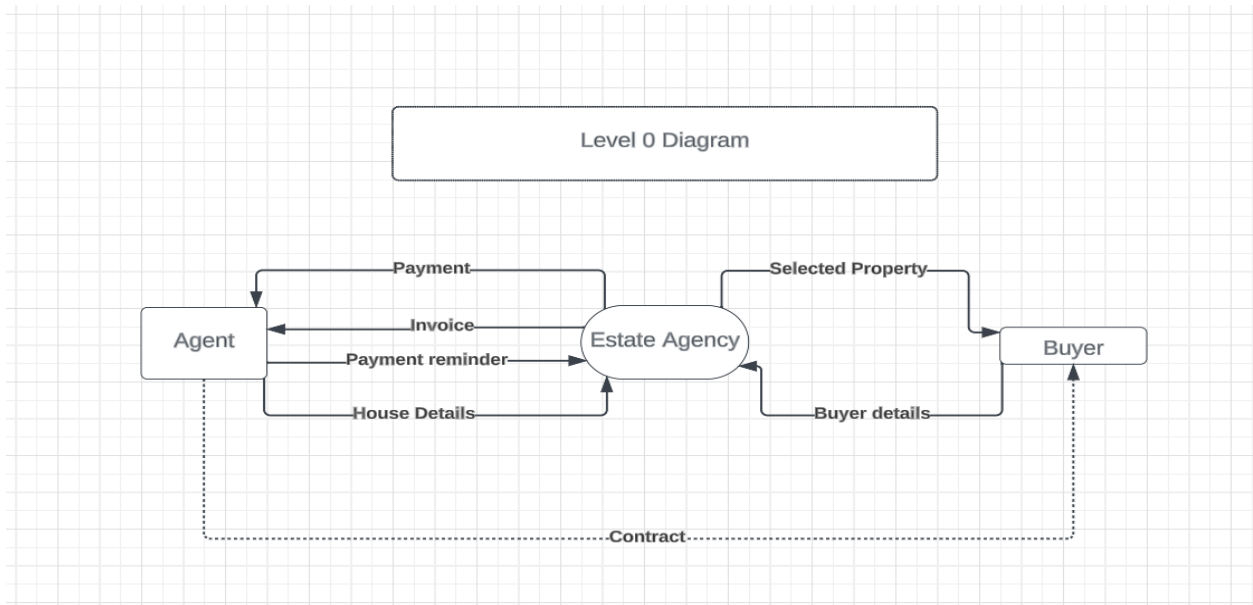 Level 0 Diagram
Payment
Selected Property
Invoice
Agent
Estate Agency
Buyer
Payment reminder
House Details
Buyer details
Contract